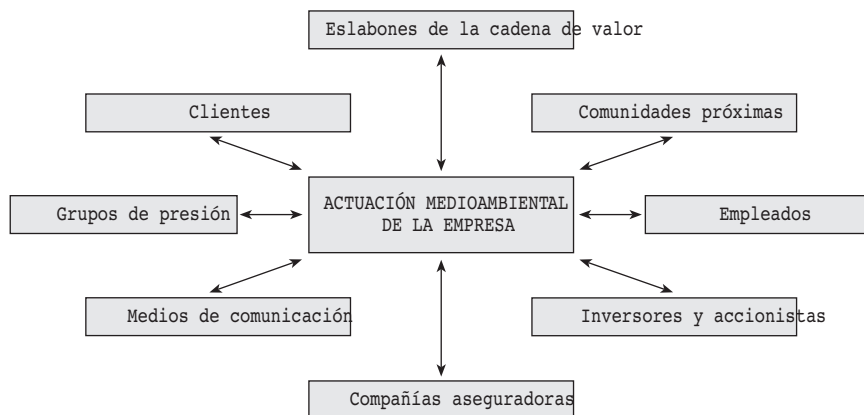 Eslabones de la cadena de valor
Clientes
Comunidades próximas
Grupos de presión
ACTUACIÓN MEDIOAMBIENTAL
DE LA EMPRESA
Empleados
Medios de comunicación
Inversores y accionistas
Compañías aseguradoras